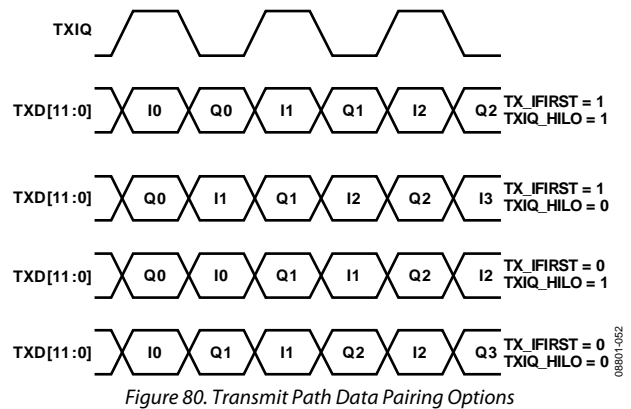 TXIQ
TXD[11:0] I0 Q0 I1 Q1 I2 Q2 TX_IFIRST = 1
TXIQ_HILO = 1
TXD[11:0] Q0 I1 Q1 I2 Q2 I3 TX_IFIRST = 1
TXIQ_HILO = 0
TXD[11:0] Q0 I0 Q1 I1 Q2 I2 TX_IFIRST = 0
TXIQ_HILO = 1
TXD[11:0] I0 Q1 I1 Q2 I2 Q3 TX_IFIRST = 0
TXIQ_HILO = 0
08801-052
Figure 80. Transmit Path Data Pairing Options